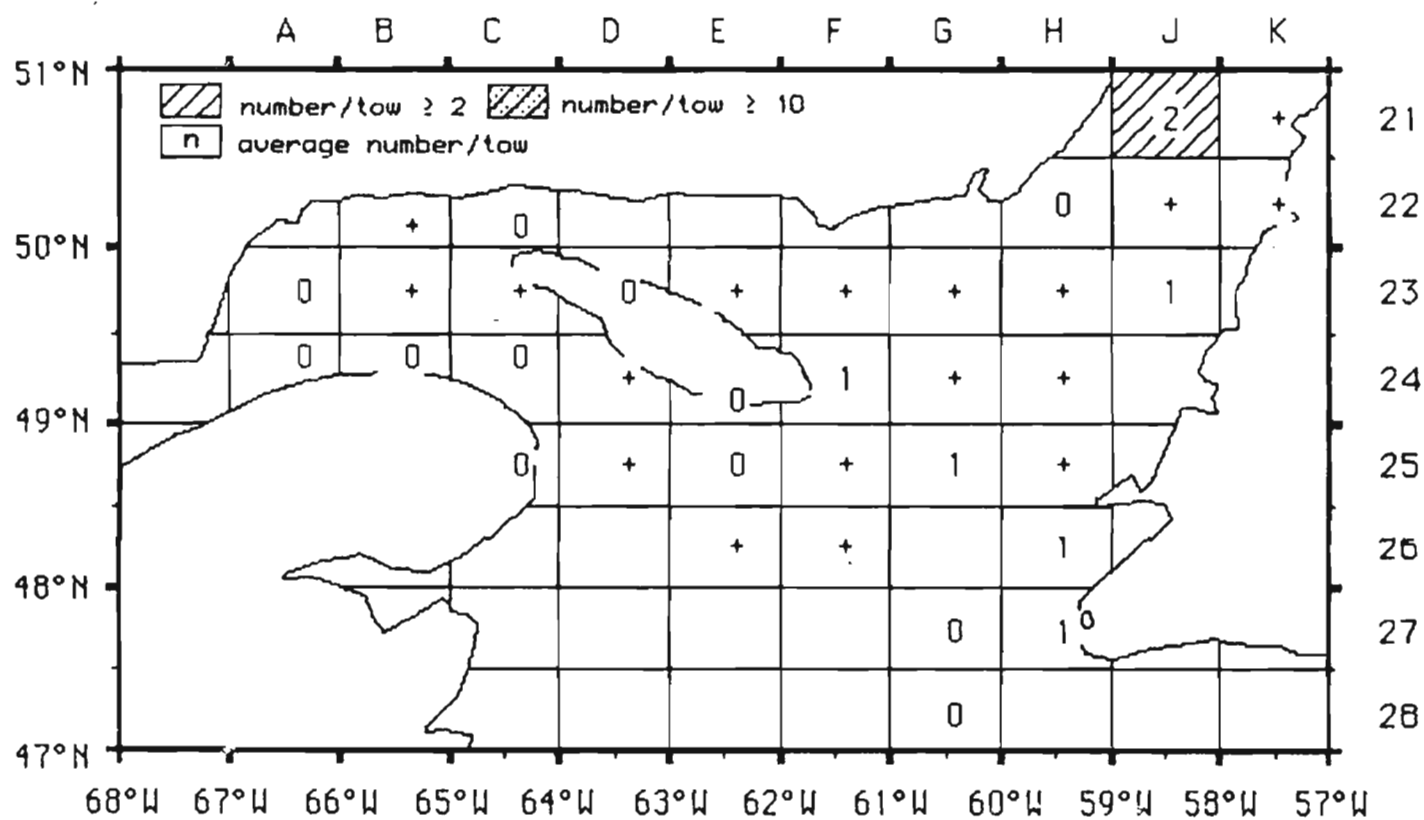 A B C D E F G H J K
51°N
number/tow ≥ 2 number/tow ≥ 10
n average number/tow
2 + 21
0 + + 22
+ 0
50°N
0 + + 0 + + + + 1 23
0 0 0 + 0 1 + + 24
49°N
0 + 0 + 1 + 25
+ + 1 26
48°N
0 1 27
0 28
47°N
68°W 67°W 66°W 65°W 64°W 63°W 62°W 61°W 60°W 59°W 58°W 57°W